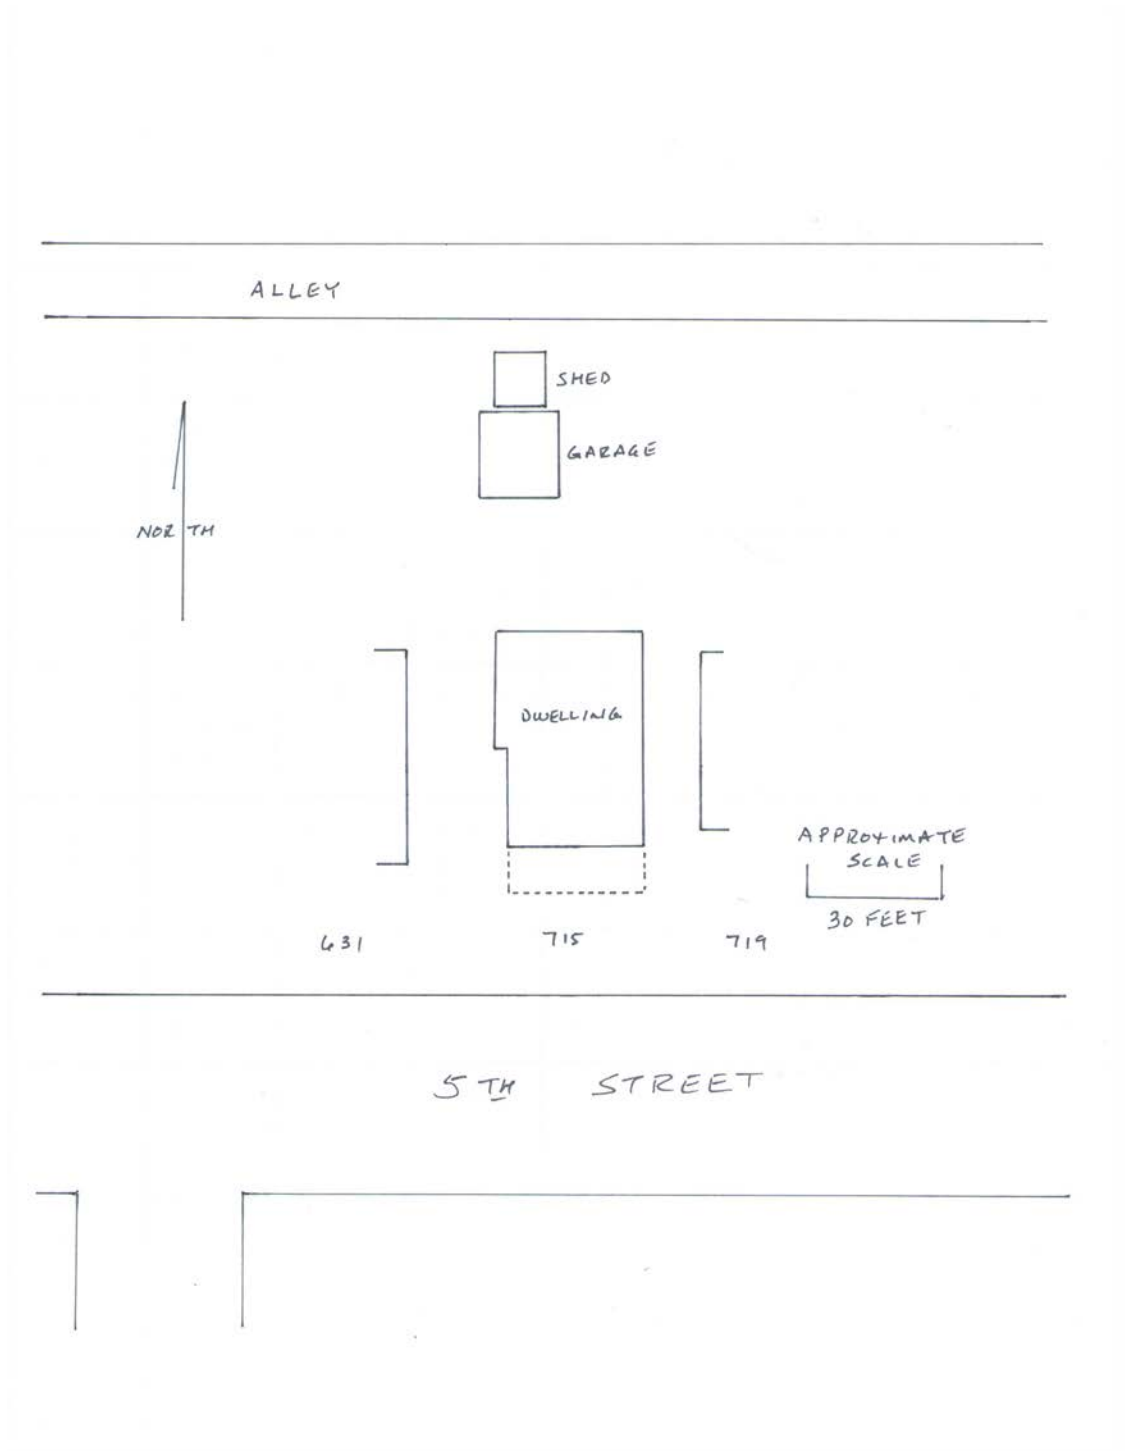 ALLEY
SHED
GARAGE
NORTH
DWELLING
APPROXIMATE
SCALE
30 FEET
631 715 719
5TH STREET